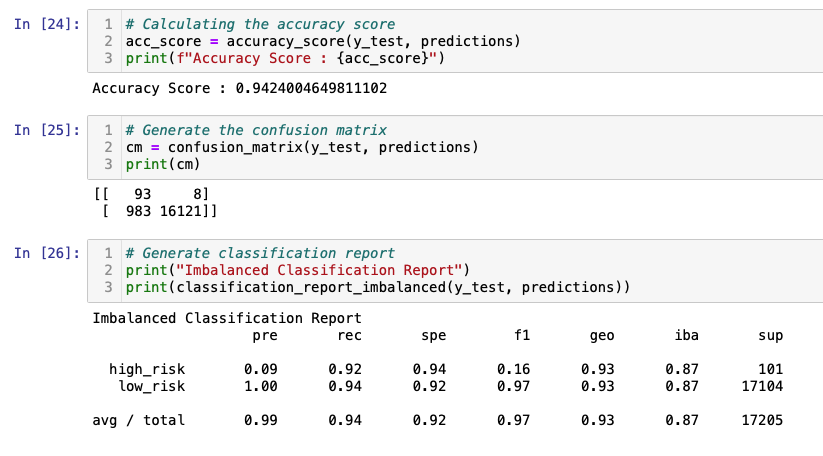 In [24]:
1 # Calculating the accuracy score
2 acc_score = accuracy_score(y_test, predictions)
3 print(f"Accuracy Score : {acc_score}")
Accuracy Score : 0.9424004649811102
In [25]:
1 # Generate the confusion matrix
2 cm = confusion_matrix(y_test, predictions)
3 print(cm)
[[   93     8]
 [  983 16121]]
In [26]:
1 # Generate classification report
2 print("Imbalanced Classification Report")
3 print(classification_report_imbalanced(y_test, predictions))
Imbalanced Classification Report
                   pre       rec       spe        f1       geo       iba       sup
  high_risk       0.09      0.92      0.94      0.16      0.93      0.87       101
   low_risk       1.00      0.94      0.92      0.97      0.93      0.87     17104
avg / total       0.99      0.94      0.92      0.97      0.93      0.87     17205